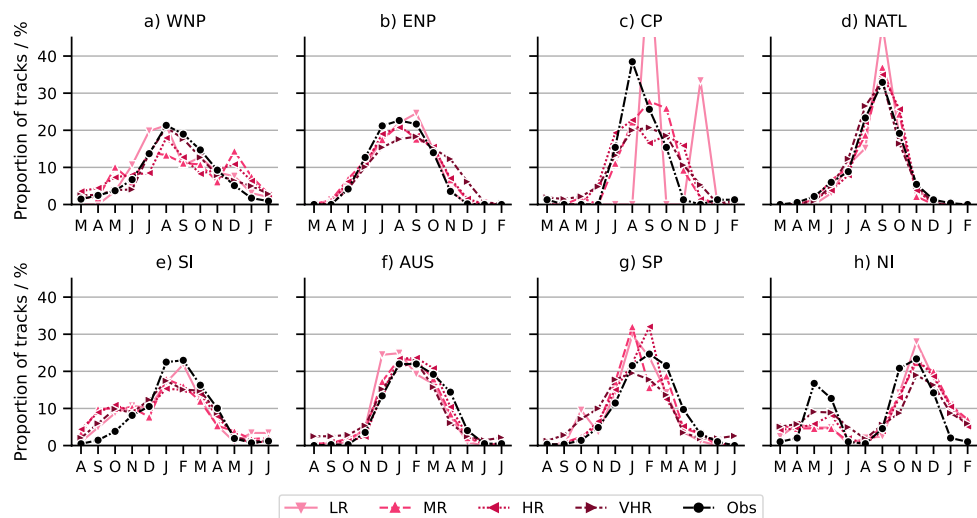 a) WNP b) ENP c) CP d) NATL
Proportion of tracks / %
40
30
20
10
0
M A M J J A S O N D J F M A M J J A S O N D J F M A M J J A S O N D J F M A M J J A S O N D J F
e) SI f) AUS g) SP h) NI
Proportion of tracks / %
40
30
20
10
0
A S O N D J F M A M J J A S O N D J F M A M J J A S O N D J F M A M J J M A M J J A S O N D J F
LR MR HR VHR Obs